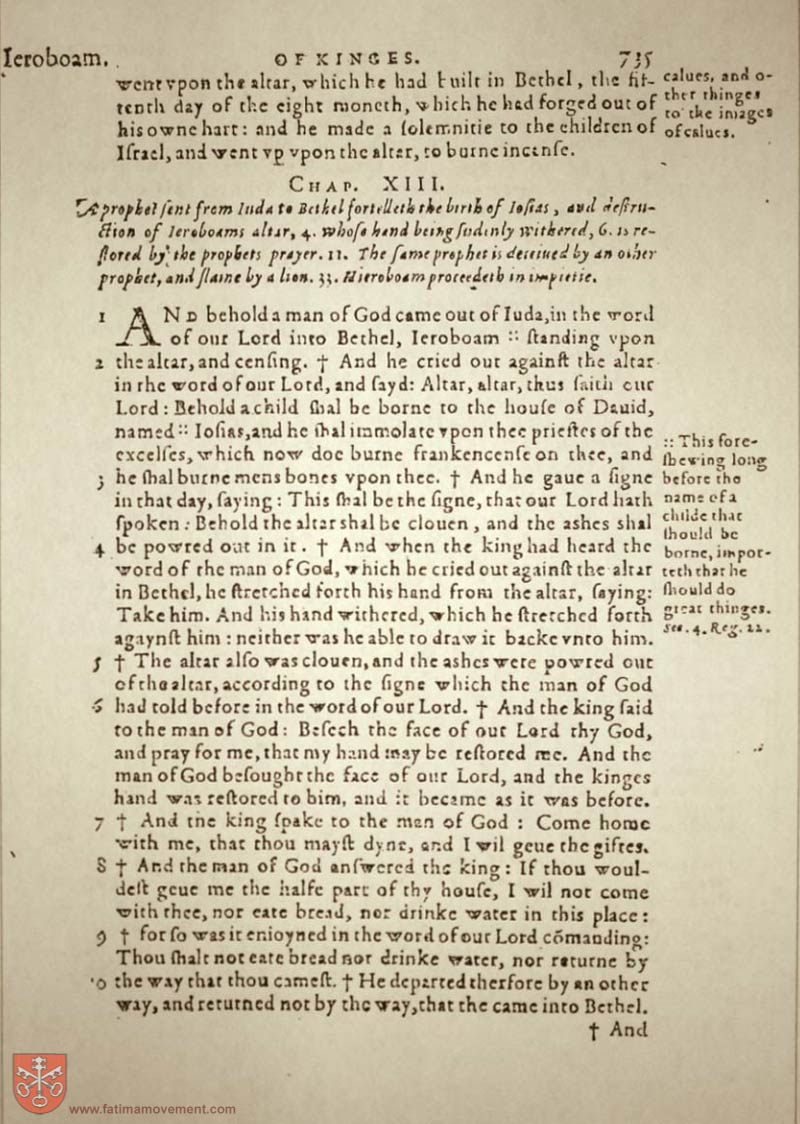 Ieroboam. OF KINGES. 735
went vpon the altar, which he had built in Bethel, the fif-
tenth day of the eight moneth, which he had forged out of
his owne hart: and he made a ſolemnitie to the children of
Iſrael, and went vp vpon the altar, to burne incenſe.
calues, and o-
ther thinges
to the images
of calues.
CHAP. XIII.
A prophet ſent from Iuda to Bethel fortelleth the birth of Ioſias, and deſtru-
ction of Ieroboams altar, 4. whoſe hand being ſudinly withered, 6. is re-
ſtored by the prophets prayer. 11. The ſame prophet is deceiued by an other
prophet, and ſlaine by a lion. 33. Hieroboam proceedeth in impietie.
1 AND behold a man of God came out of Iuda, in the word
of our Lord into Bethel, Ieroboam :: ſtanding vpon
2 the altar, and cenſing. † And he cried out againſt the altar
in the word of our Lord, and ſayd: Altar, altar, thus ſaith our
Lord: Behold a child ſhal be borne to the houſe of Dauid,
named :: Ioſias, and he ſhal immolate vpon thee prieſtes of the
excelſes, which now doe burne frankencenſe on thee, and
3 he ſhal burne mens bones vpon thee. † And he gaue a ſigne
in that day, ſaying: This ſhal be the ſigne, that our Lord hath
ſpoken: Behold the altar shal be clouen, and the ashes shal
4 be powred out in it. † And when the king had heard the
word of the man of God, which he cried out againſt the altar
in Bethel, he ſtretched forth his hand from the altar, ſaying:
Take him. And his hand withered, which he ſtretched forth
agaynſt him: neither was he able to draw it backe vnto him.
5 † The altar alſo was clouen, and the ashes were powred out
of the altar, according to the ſigne which the man of God
6 had told before in the word of our Lord. † And the king ſaid
to the man of God: Beſech the face of our Lord thy God,
and pray for me, that my hand may be reſtored me. And the
man of God beſought the face of our Lord, and the kinges
hand was reſtored to him, and it became as it was before.
7 † And the king ſpake to the man of God: Come home
with me, that thou mayſt dyne, and I wil geue the giftes.
8 † And the man of God anſwered the king: If thou woul-
deſt geue me the halfe part of thy houſe, I wil not come
with thee, nor eate bread, nor drinke water in this place:
9 † for ſo was it enioyned in the word of our Lord cõmanding:
Thou ſhalt not eate bread nor drinke water, nor returne by
10 the way that thou cameſt. † He departed therfore by an other
way, and returned not by the way, that the came into Bethel.
† And
:: This fore-
ſhewing long
before the
name of a
childe that
ſhould be
borne, impor-
teth that he
ſhould do
great thinges.
See. 4. Reg. 22.
www.fatimamovement.com